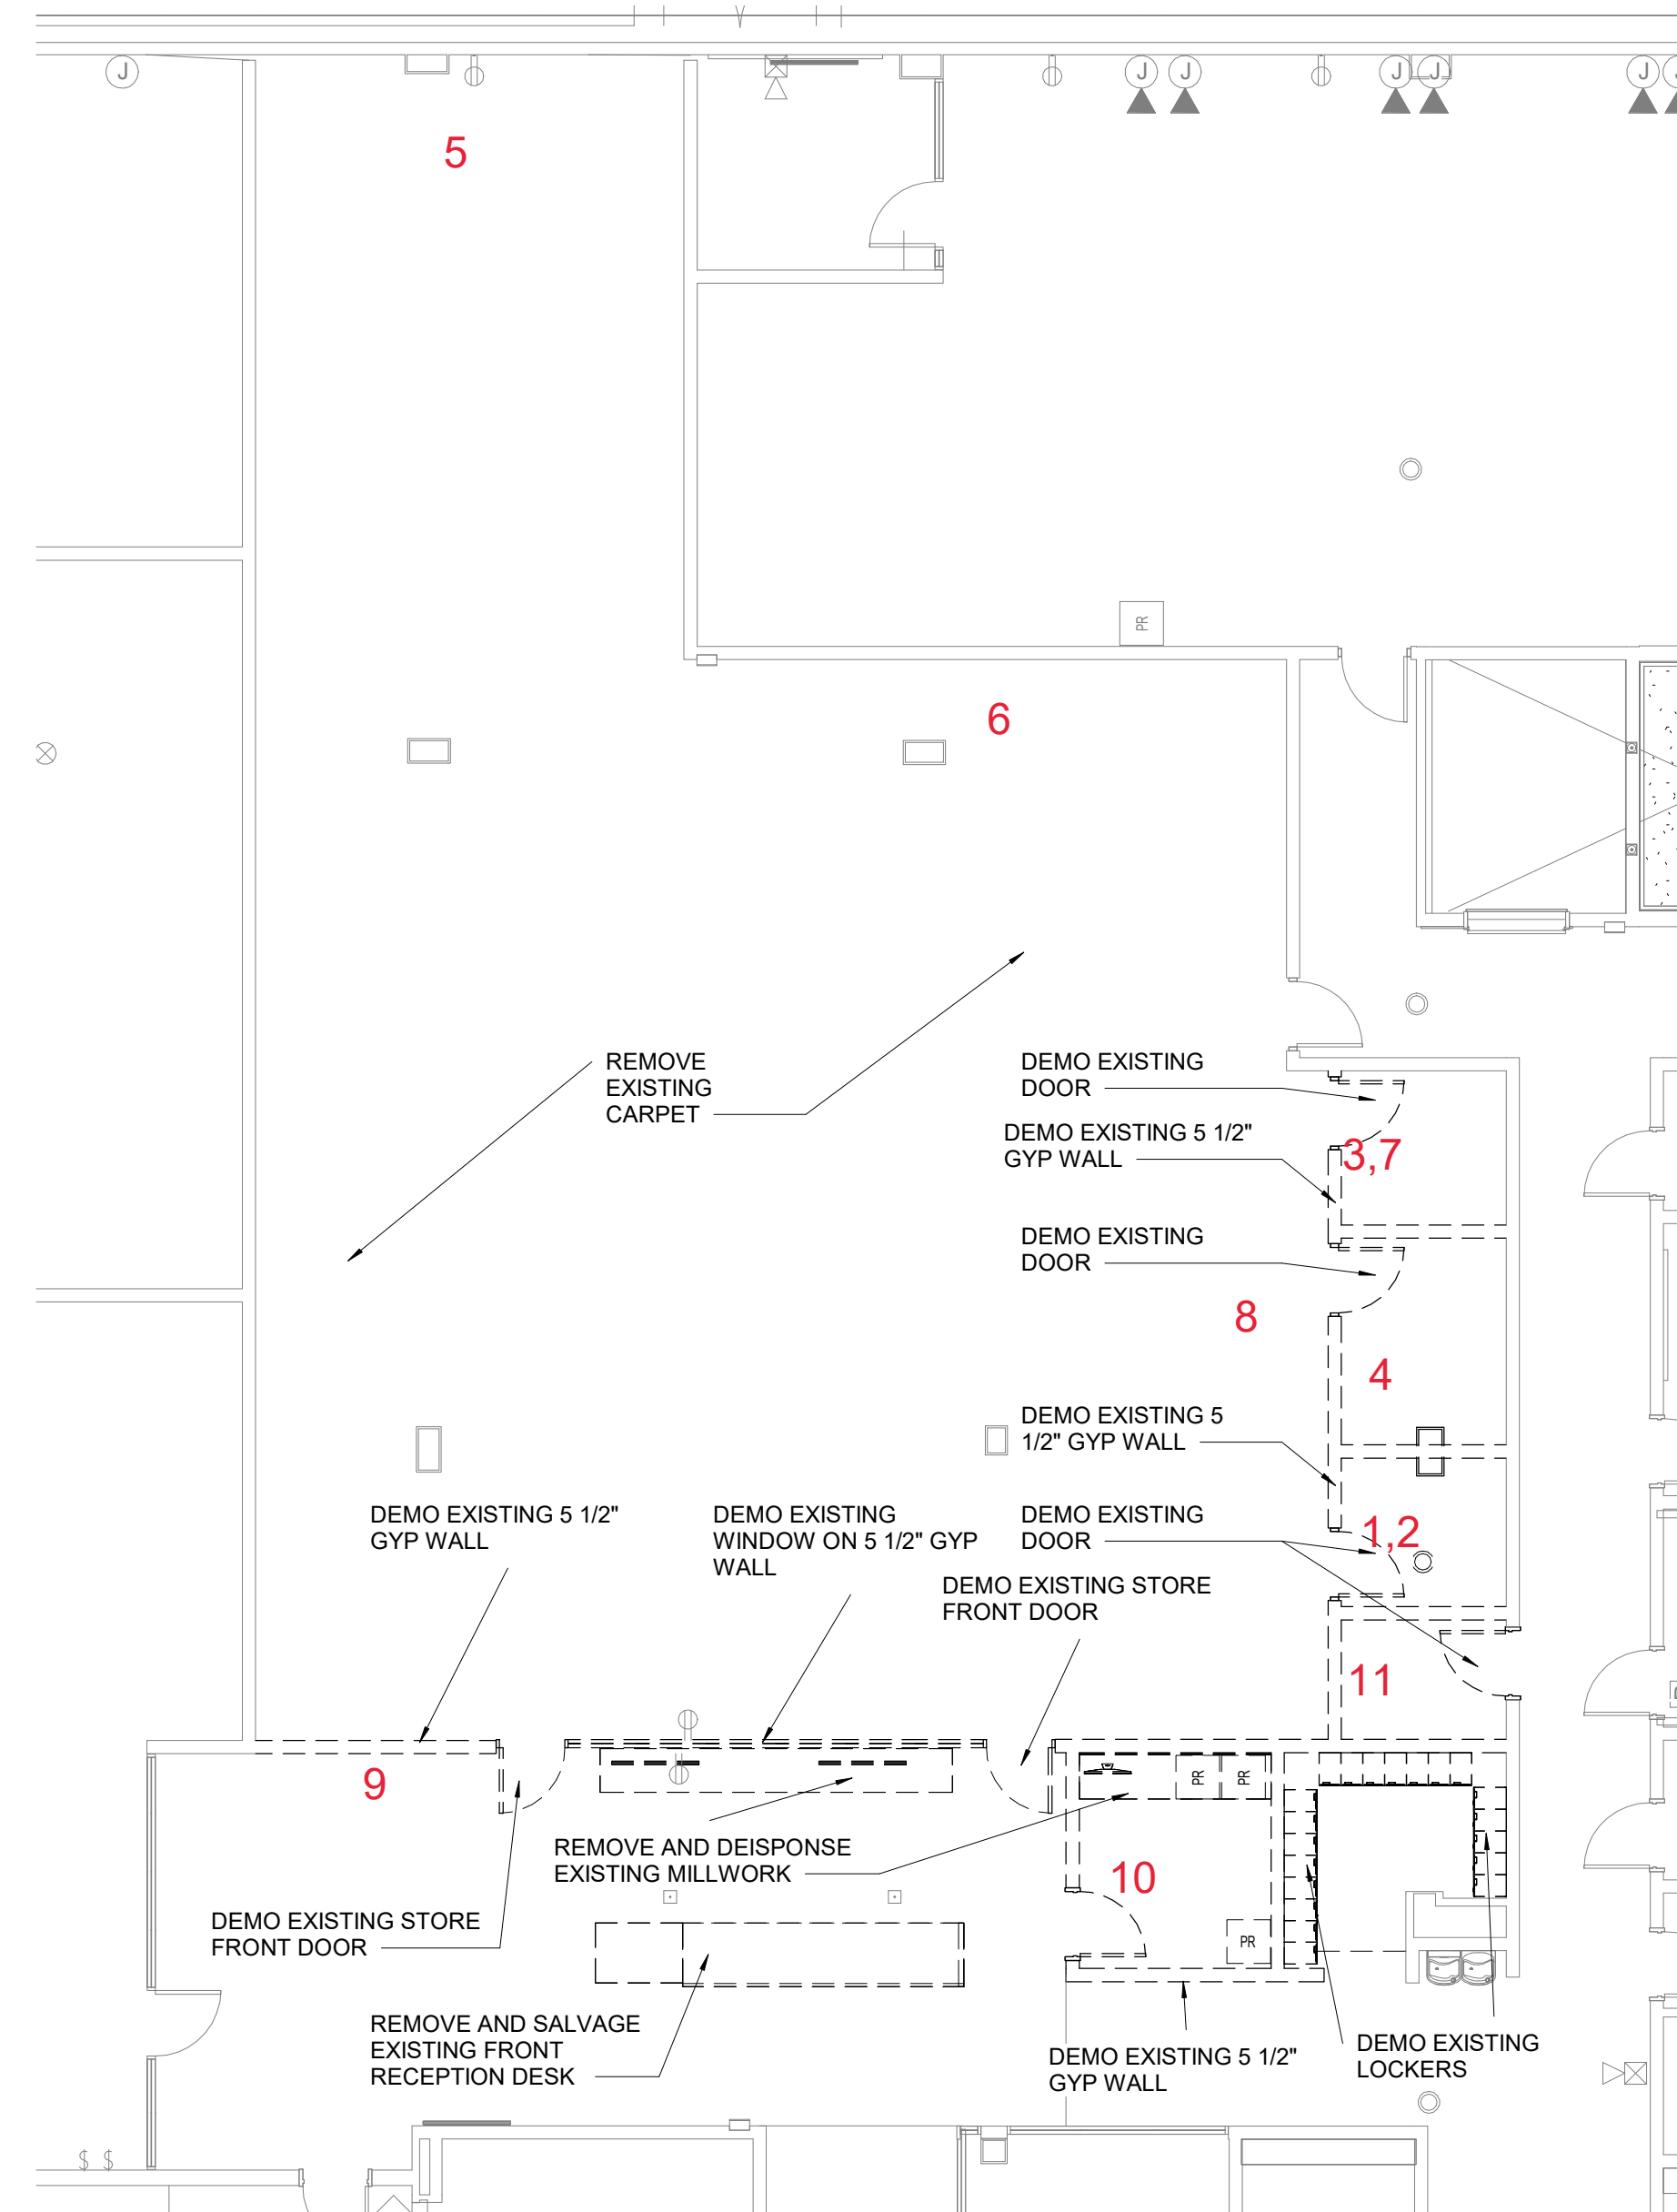 J
J
J
J
J
J
J
5
PR
6
REMOVE
EXISTING
CARPET
DEMO EXISTING
DOOR
DEMO EXISTING 5 1/2"
GYP WALL
3,7
DEMO EXISTING
DOOR
8
4
DEMO EXISTING 5
1/2" GYP WALL
DEMO EXISTING 5 1/2"
GYP WALL
DEMO EXISTING
WINDOW ON 5 1/2" GYP
WALL
DEMO EXISTING
DOOR
1,2
DEMO EXISTING STORE
FRONT DOOR
11
9
PR
PR
REMOVE AND DEISPONSE
EXISTING MILLWORK
10
DEMO EXISTING STORE
FRONT DOOR
PR
REMOVE AND SALVAGE
EXISTING FRONT
RECEPTION DESK
DEMO EXISTING 5 1/2"
GYP WALL
DEMO EXISTING
LOCKERS
$ $